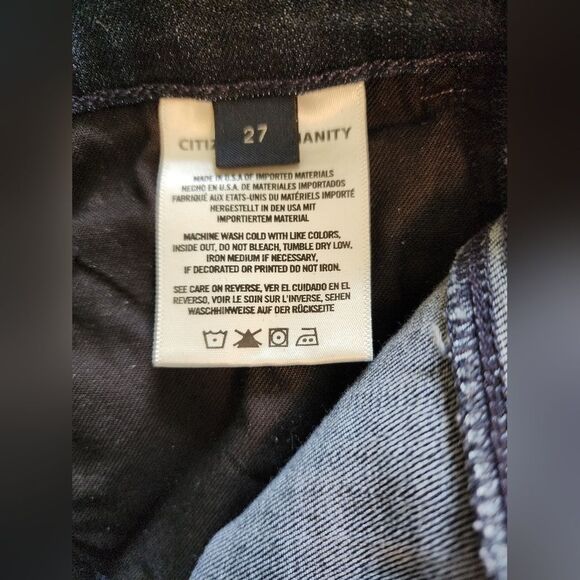 27
CITIZ ANITY
MADE IN U.S.A OF IMPORTED MATERIALS
HECHO EN U.S.A. DE MATERIALES IMPORTADOS
FABRIQUÉ AUX ETATS-UNIS DU MATÉRIELS IMPORTÉ
HERGESTELLT IN DEN USA MIT
IMPORTIERTEM MATERIAL
MACHINE WASH COLD WITH LIKE COLORS,
INSIDE OUT, DO NOT BLEACH, TUMBLE DRY LOW.
IRON MEDIUM IF NECESSARY,
IF DECORATED OR PRINTED DO NOT IRON.
SEE CARE ON REVERSE, VER EL CUIDADO EN EL
REVERSO, VOIR LE SOIN SUR L'INVERSE, SEHEN
WASCHHINWEISE AUF DER RÜCKSEITE